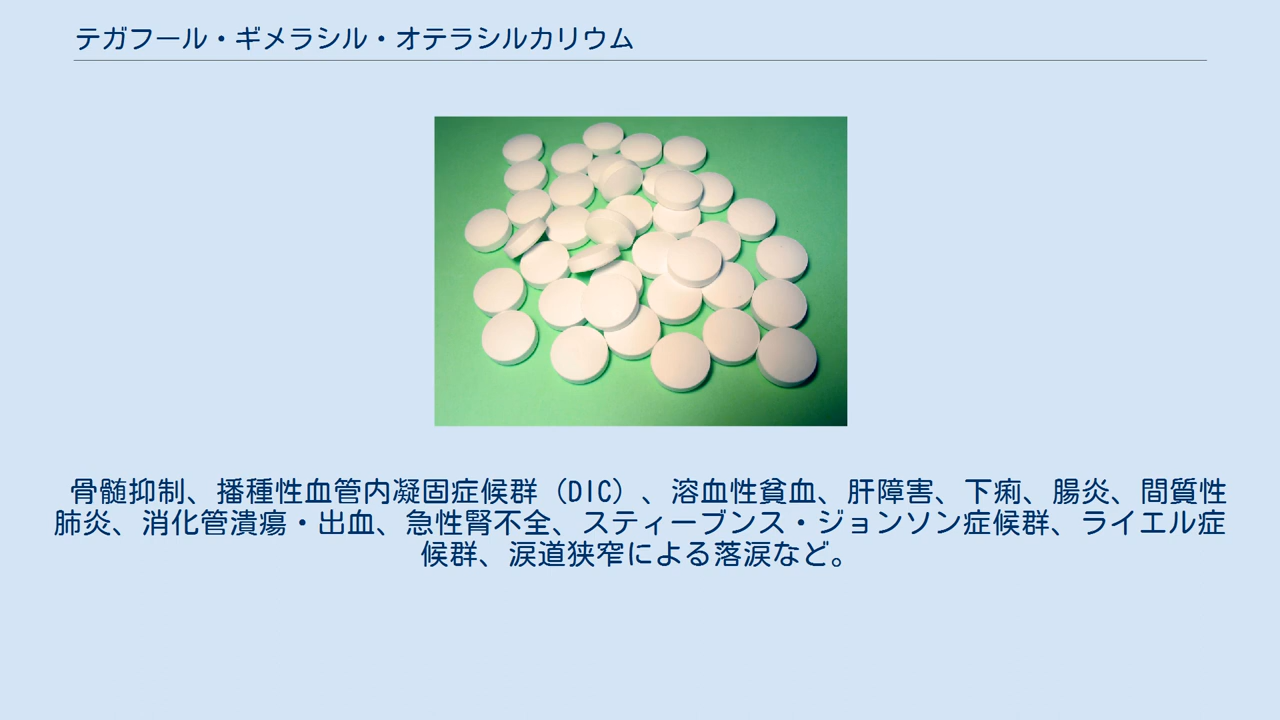 テガフール・ギメラシル・オテラシルカリウム
骨髄抑制、播種性血管内凝固症候群（DIC）、溶血性貧血、肝障害、下痢、腸炎、間質性
肺炎、消化管潰瘍・出血、急性腎不全、スティーブンス・ジョンソン症候群、ライエル症
候群、涙道狭窄による落涙など。